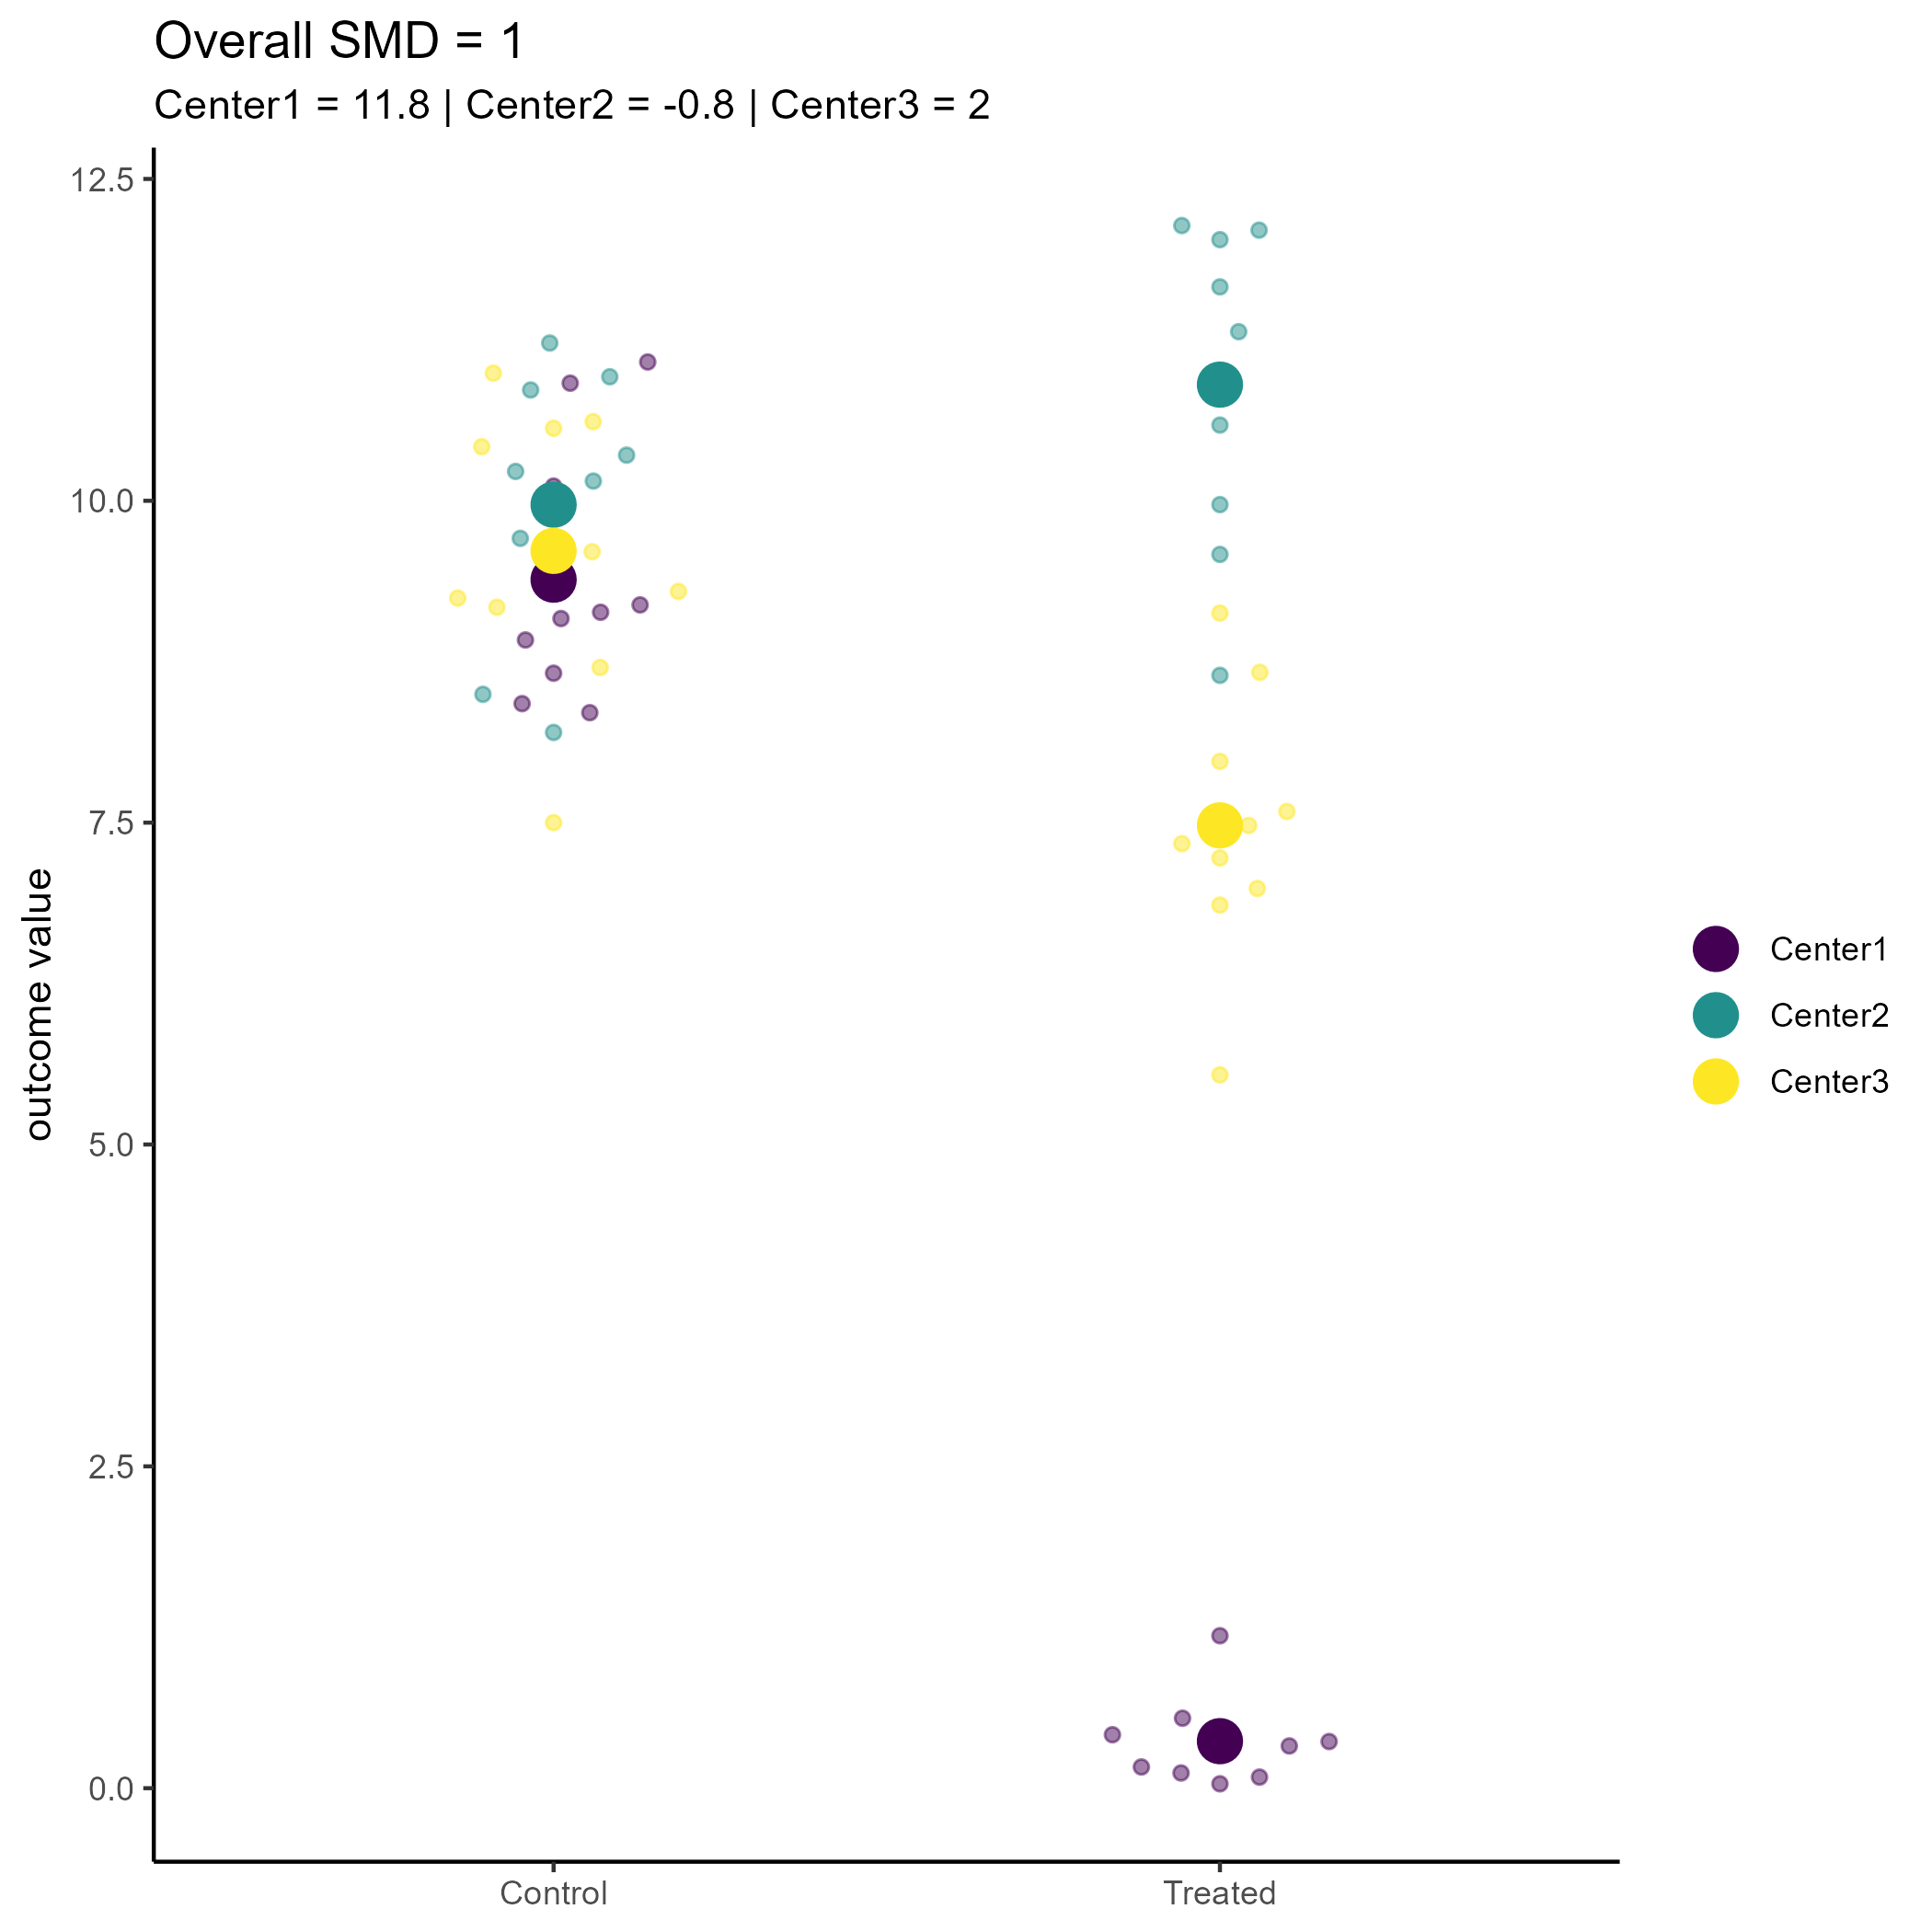 Overall SMD = 1
Center1 = 11.8 | Center2 = -0.8 | Center3 = 2
12.5
10.0
7.5
5.0
2.5
0.0
outcome value
Control
Treated
Center1
Center2
Center3